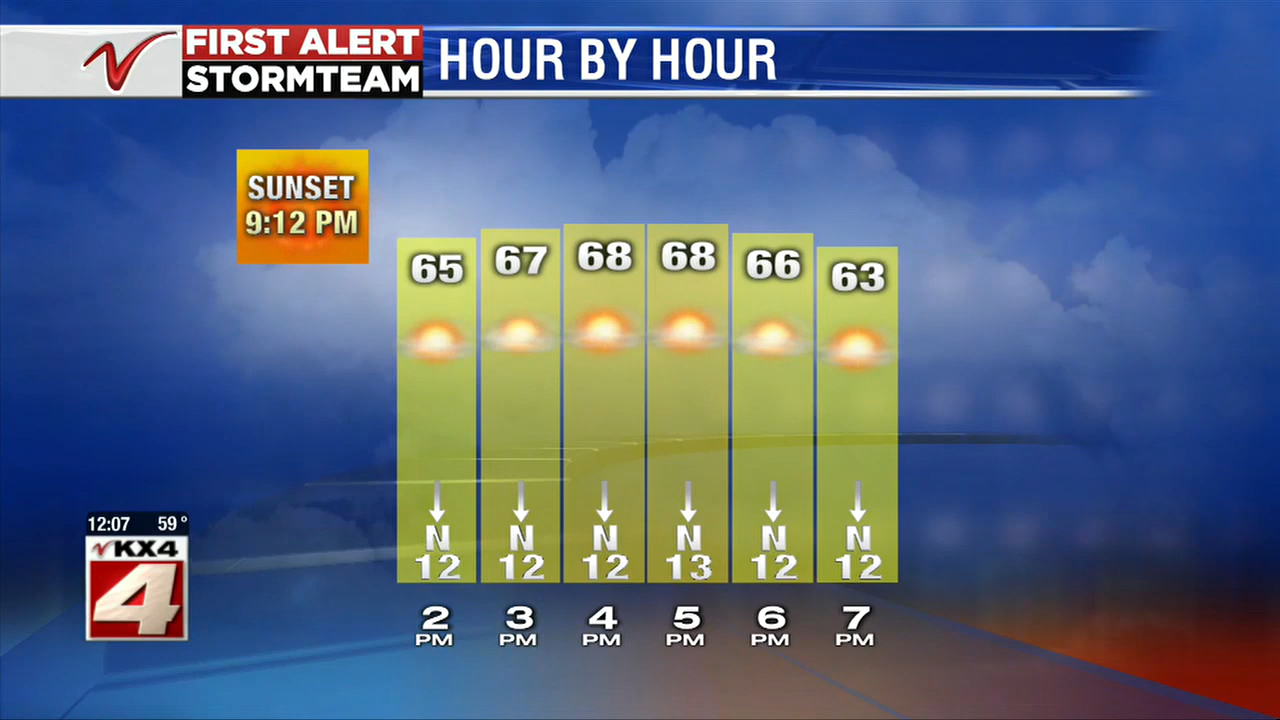 FIRST ALERT
STORMTEAM
HOUR BY HOUR
SUNSET
9:12 PM
65 67 68 68 66 63
N N N N N N
12 12 12 13 12 12
2 3 4 5 6 7
PM PM PM PM PM PM
12:07 59°
KX4
4